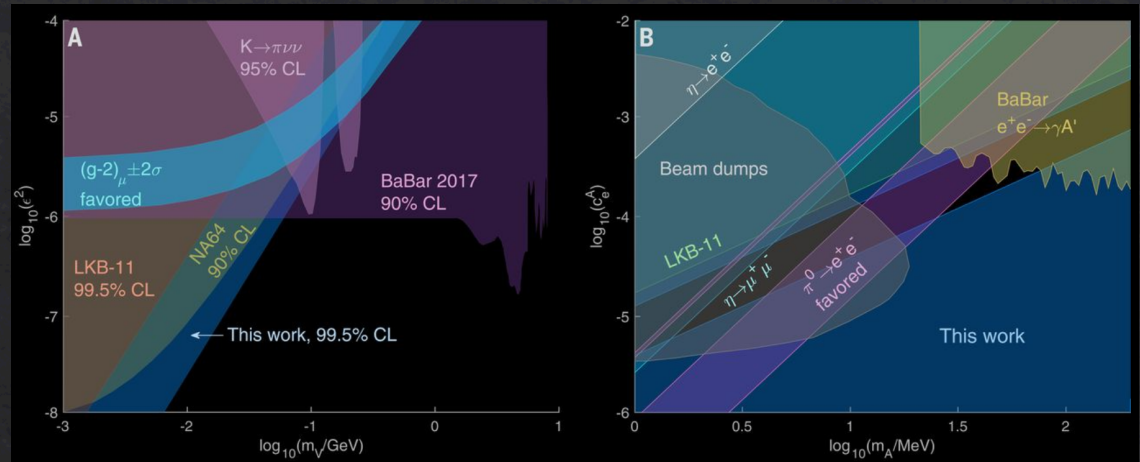 A
K→πνν
95% CL
(g-2)μ ±2σ
favored
BaBar 2017
90% CL
LKB-11
99.5% CL
NA64
90% CL
This work, 99.5% CL
-4
-5
-6
-7
-8
log10(ε²)
-3
-2
-1
0
1
log10(mV/GeV)
B
η→e+e-
Beam dumps
BaBar
e+e-→γA'
LKB-11
η→μ+μ-
π0→e+e-
favored
This work
-2
-3
-4
-5
-6
log10(cAe)
0
0.5
1
1.5
2
log10(mA/MeV)